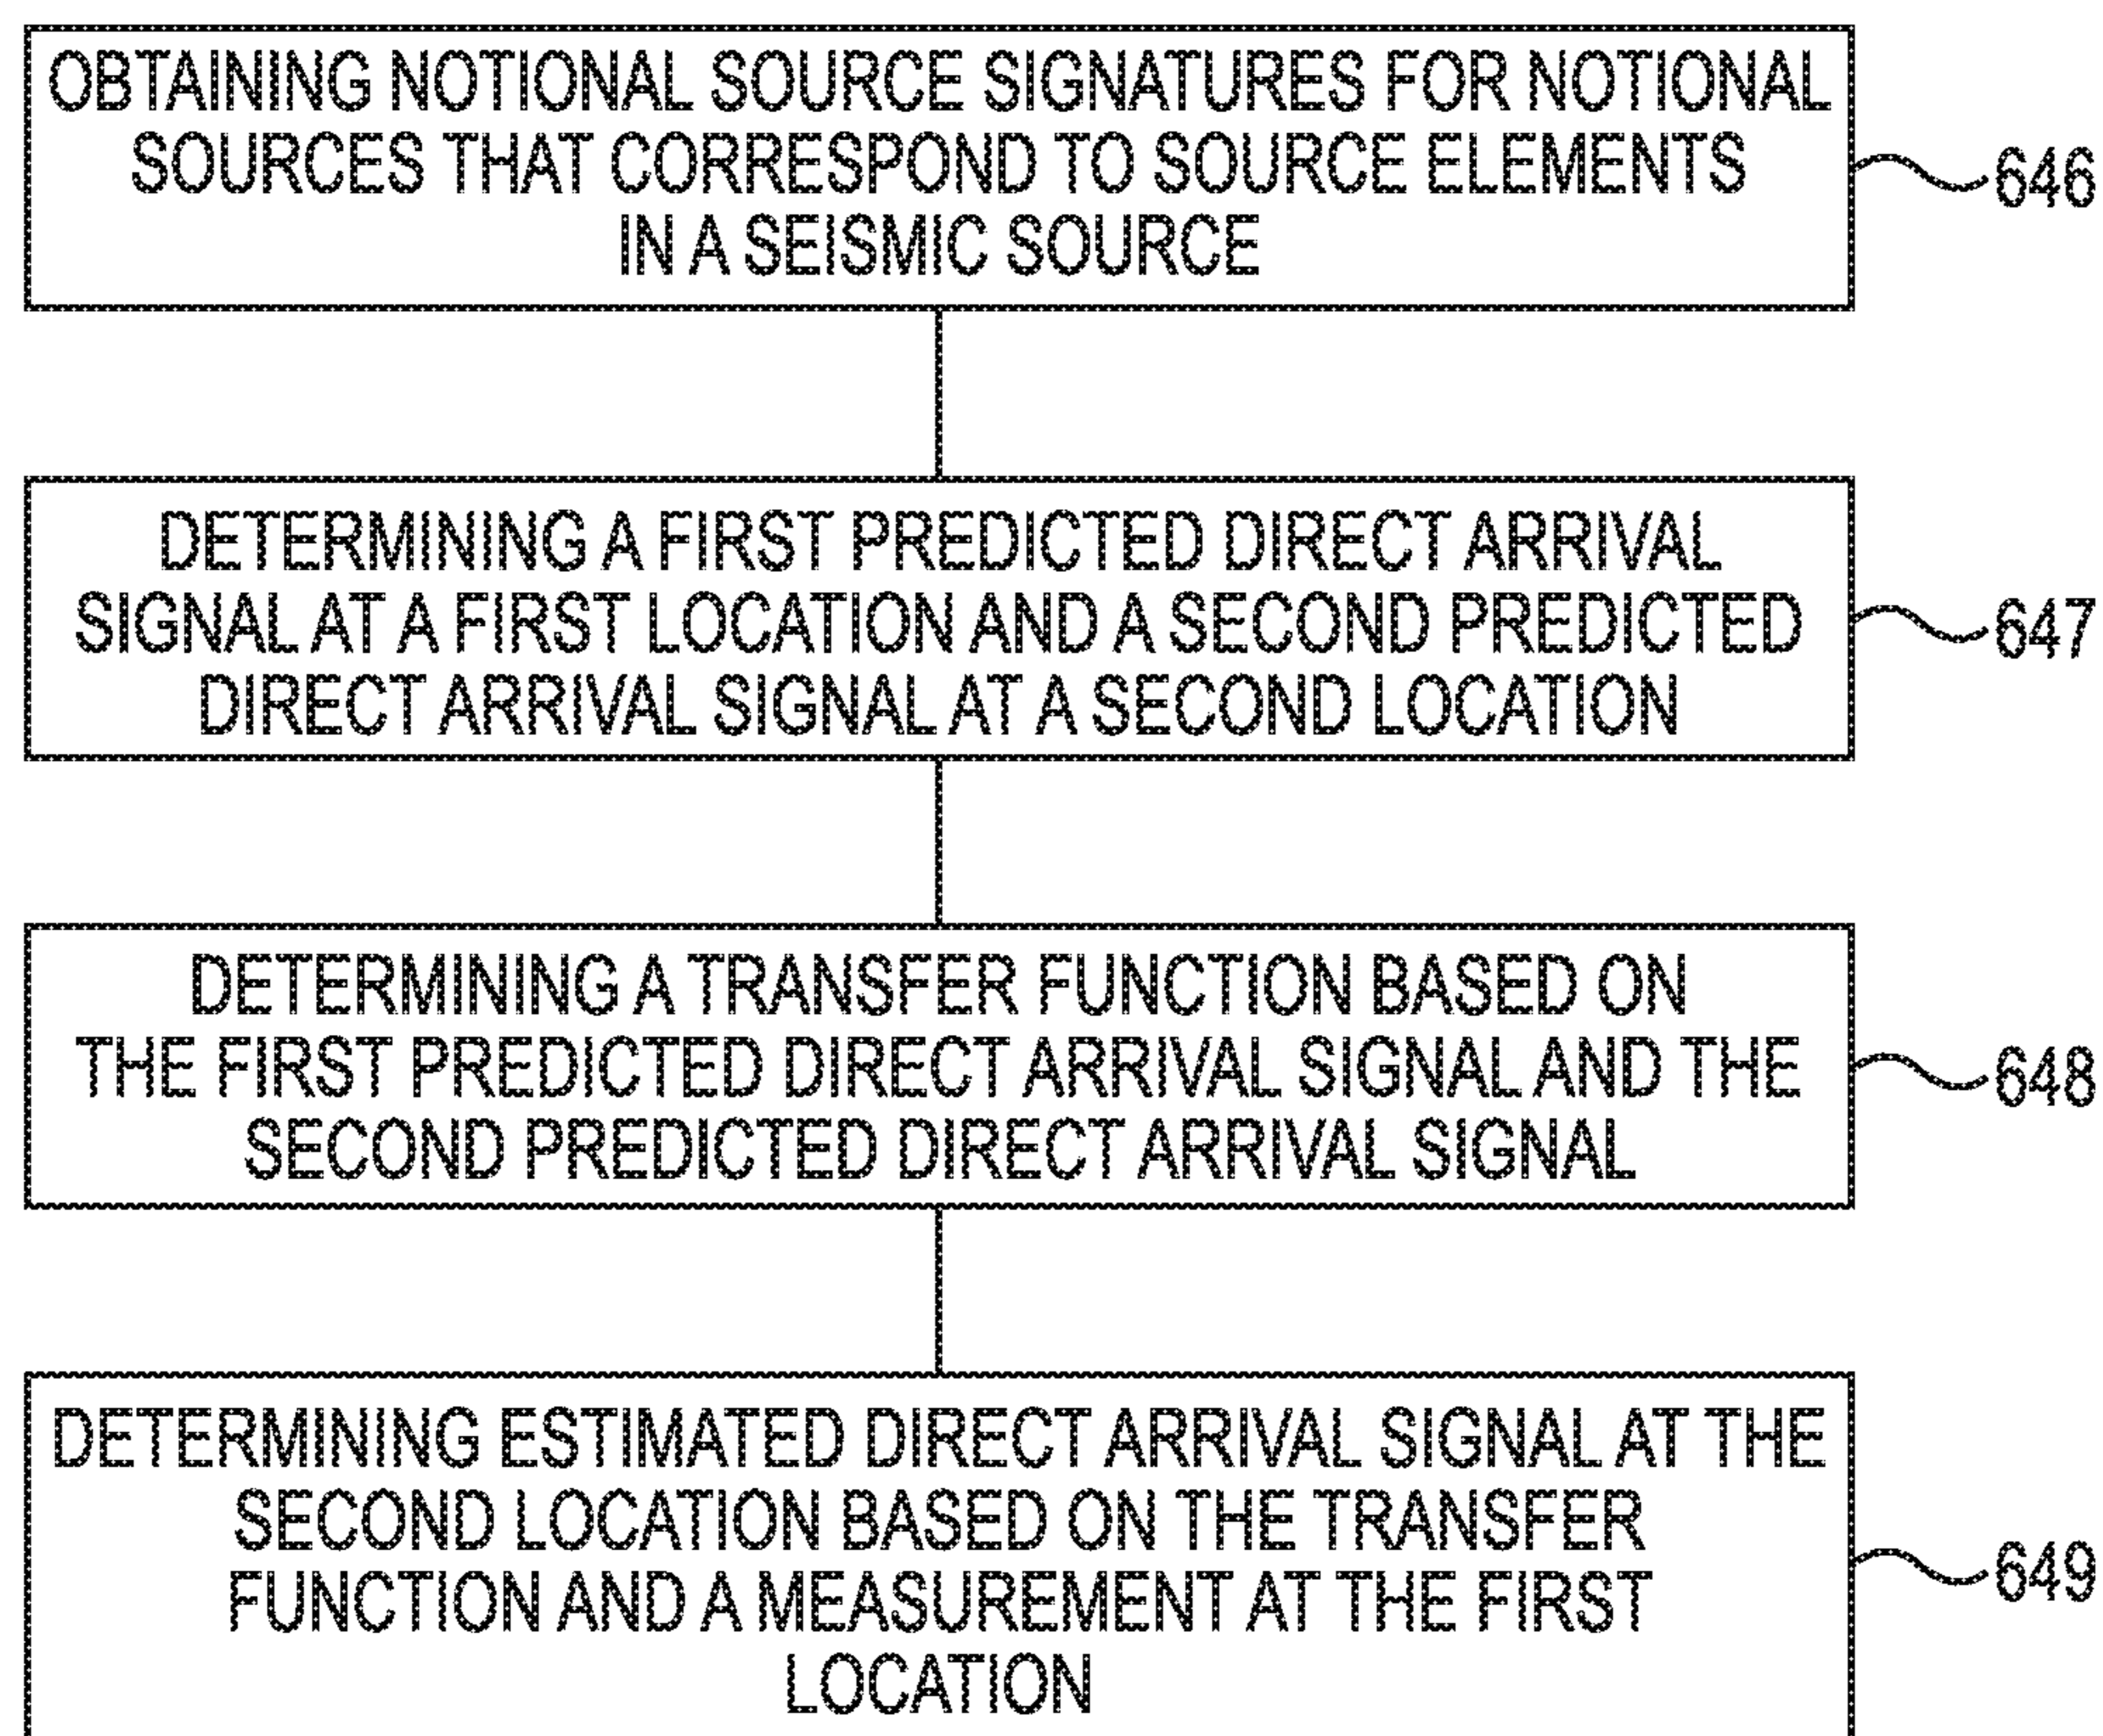 OBTAINING NOTIONAL SOURCE SIGNATURES FOR NOTIONAL
SOURCES THAT CORRESPOND TO SOURCE ELEMENTS
IN A SEISMIC SOURCE
646
DETERMINING A FIRST PREDICTED DIRECT ARRIVAL
SIGNAL AT A FIRST LOCATION AND A SECOND PREDICTED
DIRECT ARRIVAL SIGNAL AT A SECOND LOCATION
647
DETERMINING A TRANSFER FUNCTION BASED ON
THE FIRST PREDICTED DIRECT ARRIVAL SIGNAL AND THE
SECOND PREDICTED DIRECT ARRIVAL SIGNAL
648
DETERMINING ESTIMATED DIRECT ARRIVAL SIGNAL AT THE
SECOND LOCATION BASED ON THE TRANSFER
FUNCTION AND A MEASUREMENT AT THE FIRST
LOCATION
649